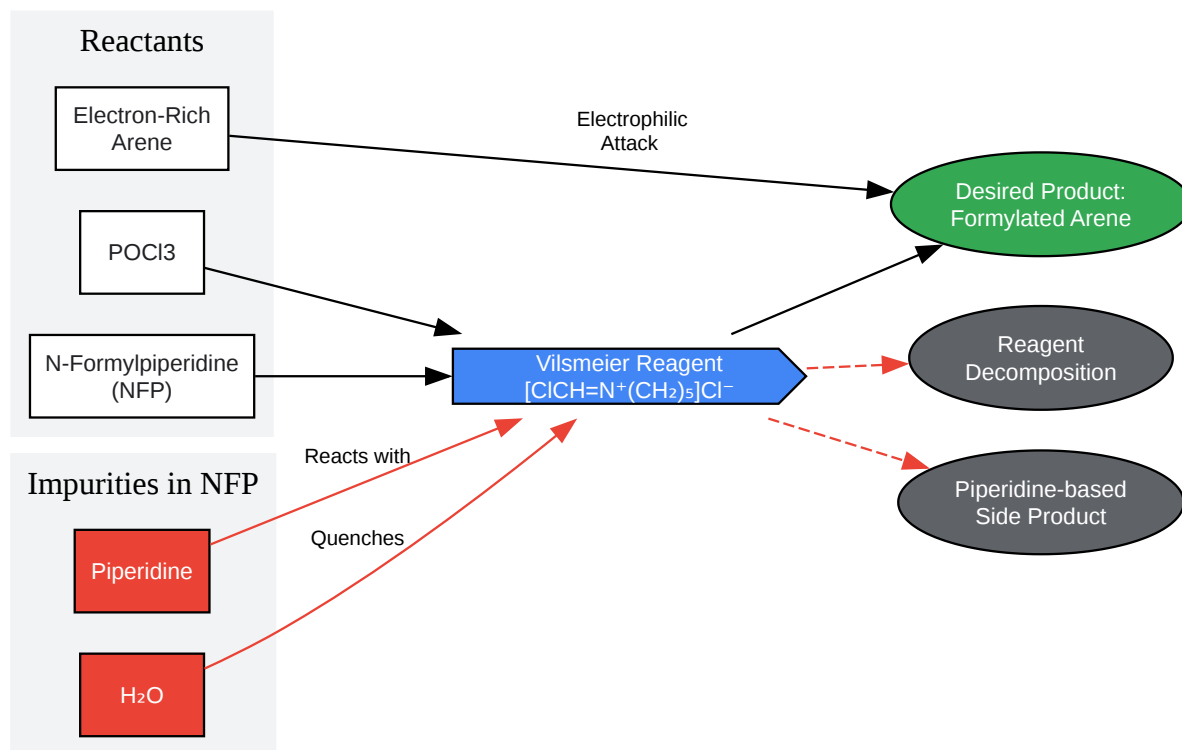 Reactants
Electron-Rich
Arene
POCl3
N-Formylpiperidine
(NFP)
Impurities in NFP
Piperidine
H₂O
Electrophilic
Attack
Reacts with
Quenches
Vilsmeier Reagent
[ClCH=N⁺(CH₂)₅]Cl⁻
Desired Product:
Formylated Arene
Reagent
Decomposition
Piperidine-based
Side Product